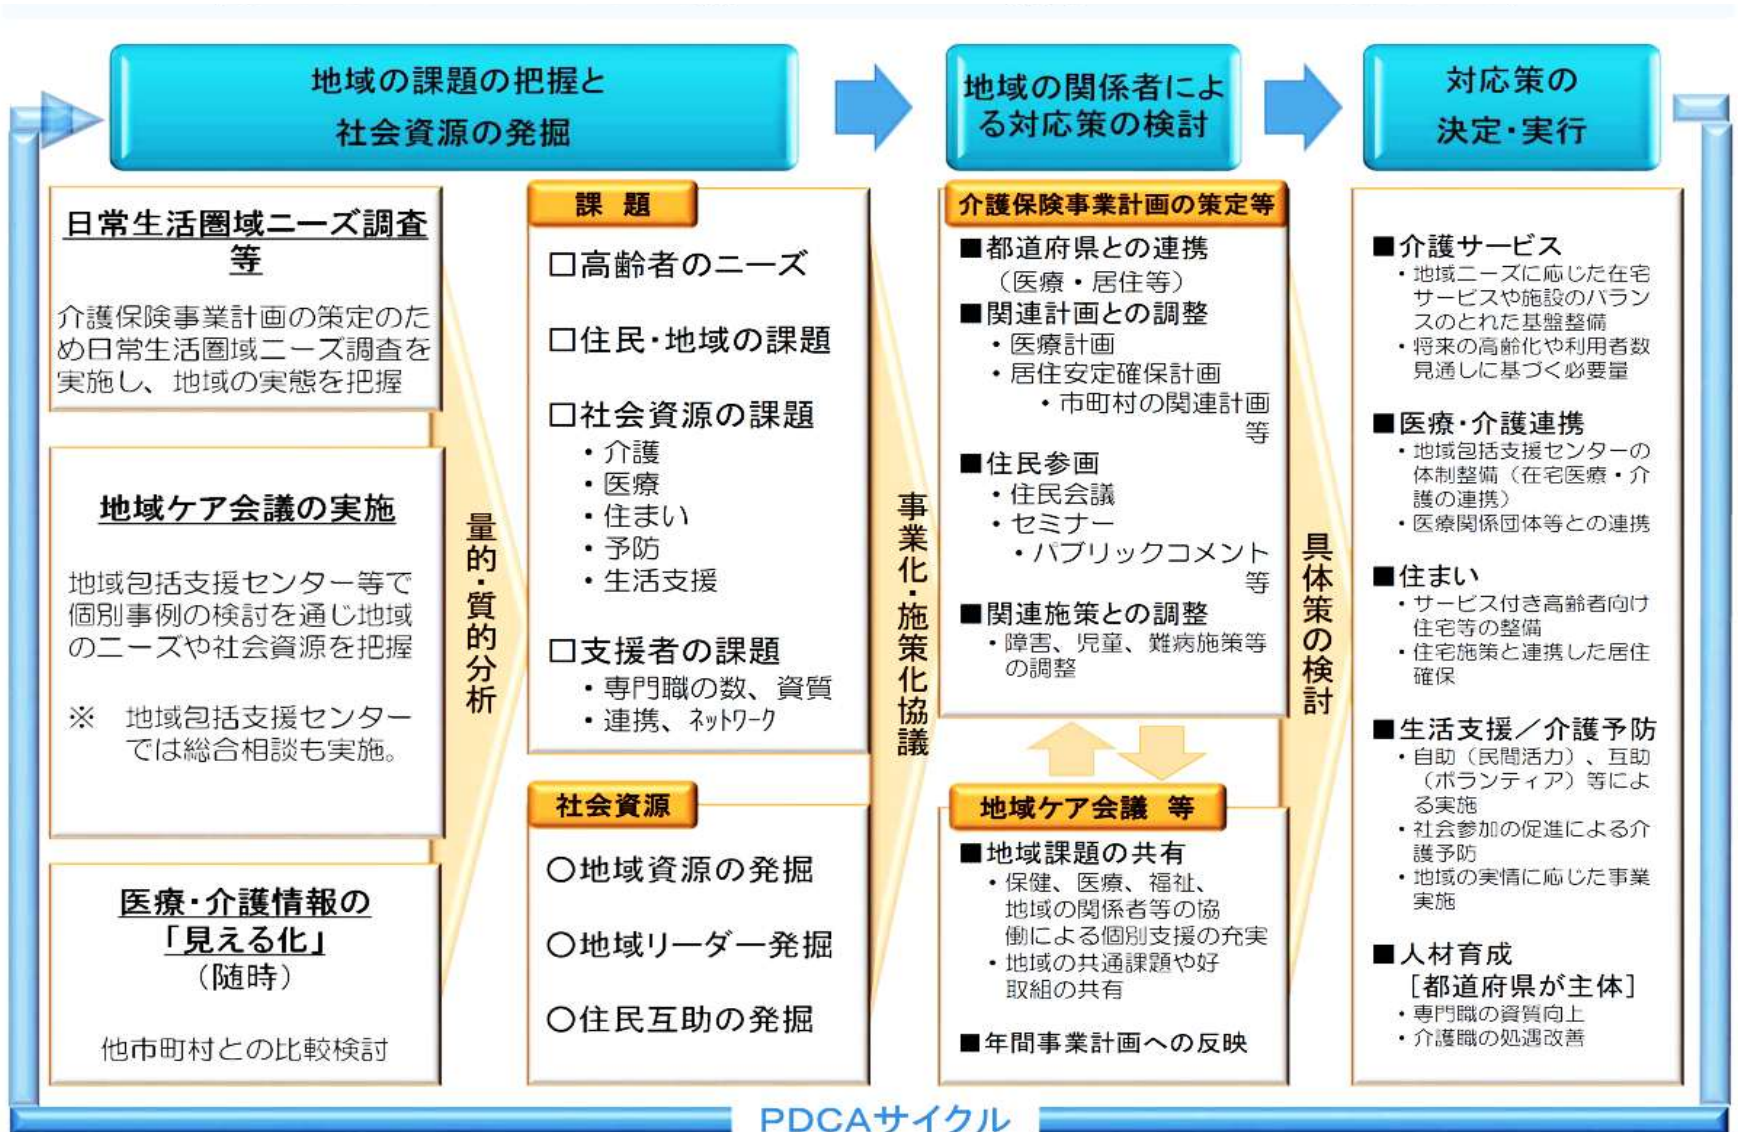 地域の課題の把握と
社会資源の発掘
地域の関係者によ
る対応策の検討
対応策の
決定・実行
日常生活圏域ニーズ調査
等
介護保険事業計画の策定のた
め日常生活圏域ニーズ調査を
実施し、地域の実態を把握
地域ケア会議の実施
地域包括支援センター等で
個別事例の検討を通じ地域
のニーズや社会資源を把握
※ 地域包括支援センター
では総合相談も実施。
医療・介護情報の
「見える化」
（随時）
他市町村との比較検討
量的・質的分析
課 題
□高齢者のニーズ
□住民・地域の課題
□社会資源の課題
・介護
・医療
・住まい
・予防
・生活支援
□支援者の課題
・専門職の数、資質
・連携、ﾈｯﾄﾜｰｸ
社会資源
○地域資源の発掘
○地域リーダー発掘
○住民互助の発掘
事業化・施策化協議
介護保険事業計画の策定等
■都道府県との連携
（医療・居住等）
■関連計画との調整
・医療計画
・居住安定確保計画
・市町村の関連計画
等
■住民参画
・住民会議
・セミナー
・パブリックコメント
等
■関連施策との調整
・障害、児童、難病施策等
の調整
地域ケア会議 等
■地域課題の共有
・保健、医療、福祉、
地域の関係者等の協
働による個別支援の充実
・地域の共通課題や好
取組の共有
■年間事業計画への反映
具体策の検討
■介護サービス
・地域ニーズに応じた在宅
サービスや施設のバラン
スのとれた基盤整備
・将来の高齢化や利用者数
見通しに基づく必要量
■医療・介護連携
・地域包括支援センターの
体制整備（在宅医療・介
護の連携）
・医療関係団体等との連携
■住まい
・サービス付き高齢者向け
住宅等の整備
・住宅施策と連携した居住
確保
■生活支援／介護予防
・自助（民間活力）、互助
（ボランティア）等によ
る実施
・社会参加の促進による介
護予防
・地域の実情に応じた事業
実施
■人材育成
［都道府県が主体］
・専門職の資質向上
・介護職の処遇改善
PDCAサイクル